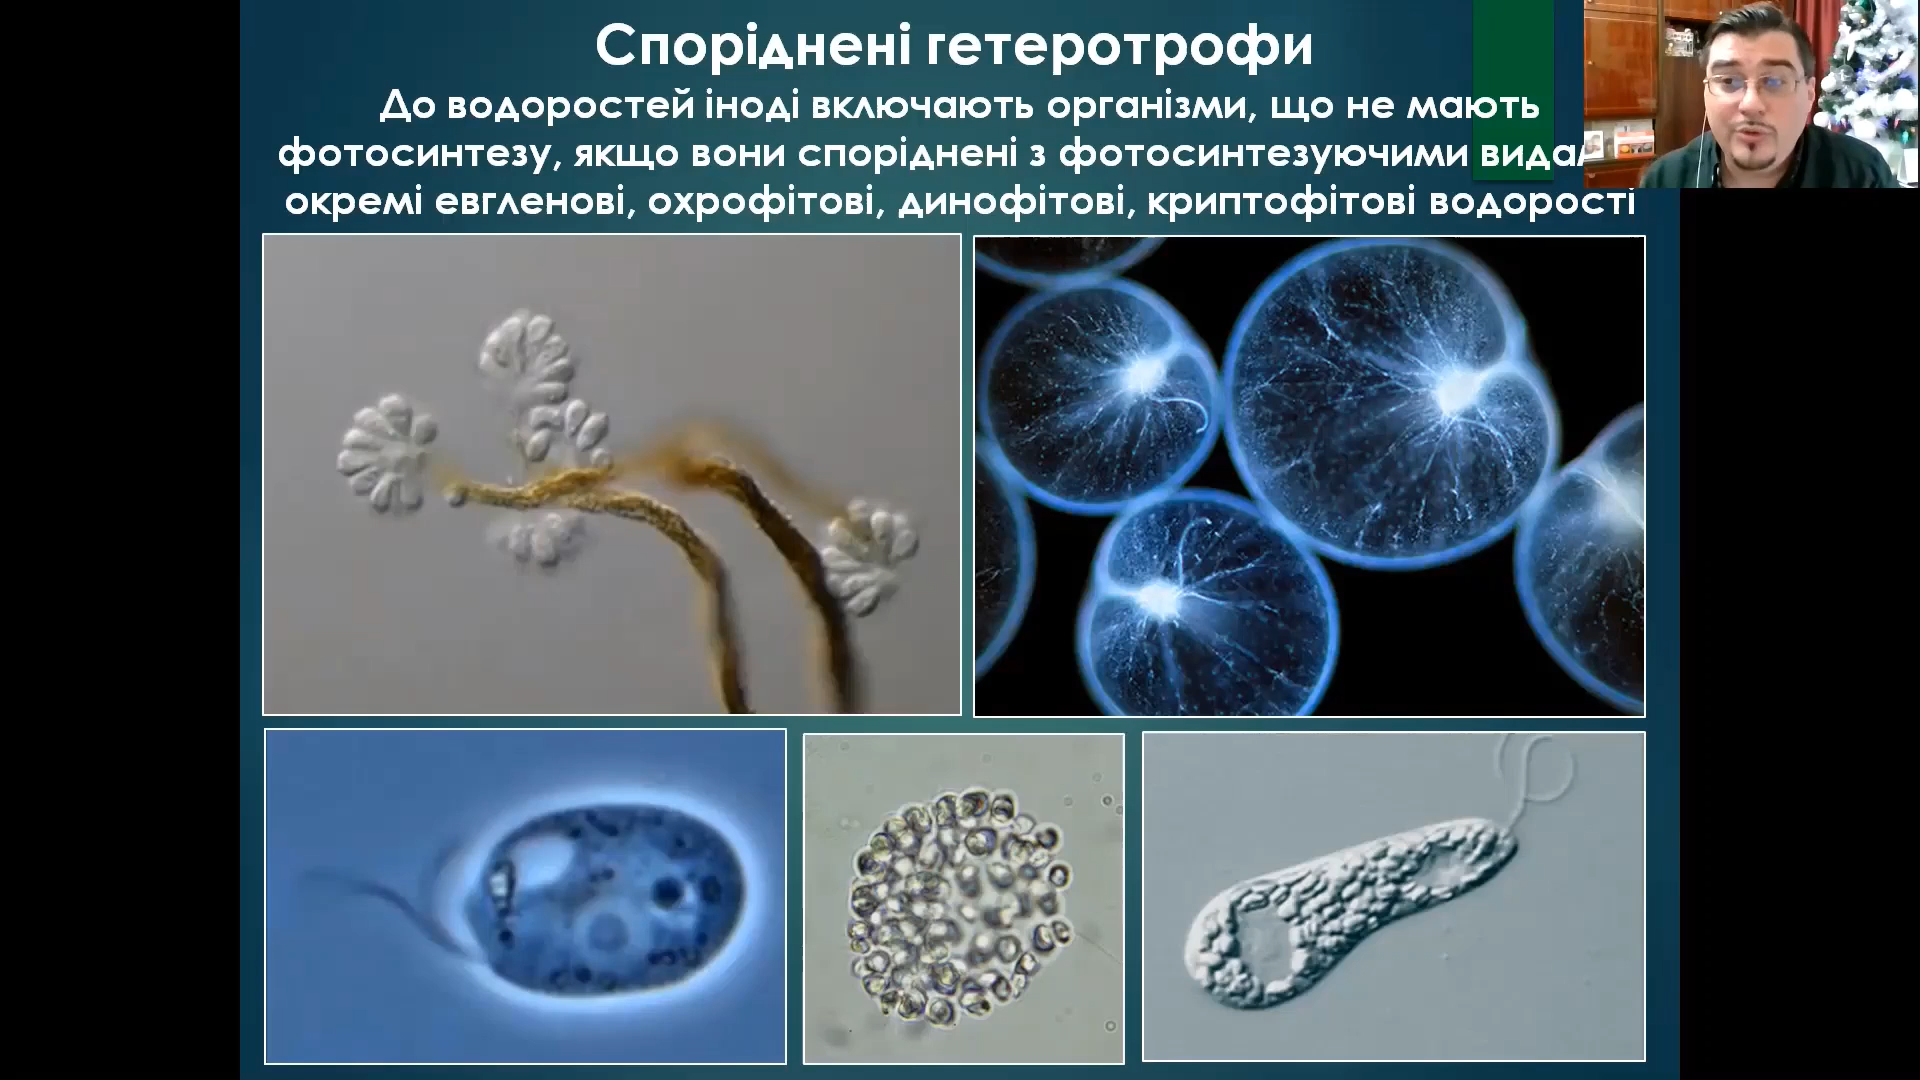 Споріднені гетеротрофи
До водоростей іноді включають організми, що не мають
фотосинтезу, якщо вони споріднені з фотосинтезуючими
окремі евгленові, охрофітові, динофітові, криптофітові водорості